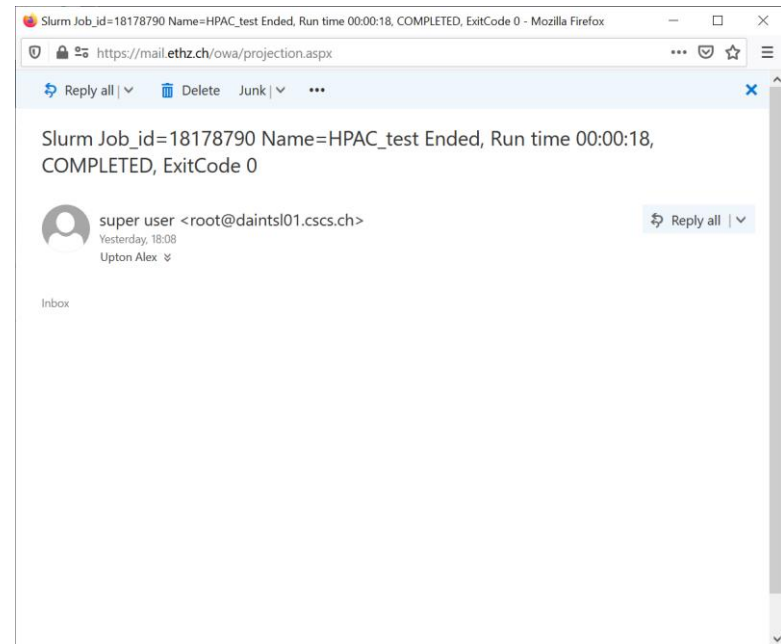 Slurm Job_id=18178790 Name=HPAC_test Ended, Run time 00:00:18, COMPLETED, ExitCode 0 - Mozilla Firefox
https://mail.ethz.ch/owa/projection.aspx
Reply all | Delete Junk | •••
Slurm Job_id=18178790 Name=HPAC_test Ended, Run time 00:00:18,
COMPLETED, ExitCode 0
super user <root@daintsl01.cscs.ch>
Reply all |
Yesterday, 18:08
Upton Alex
Inbox